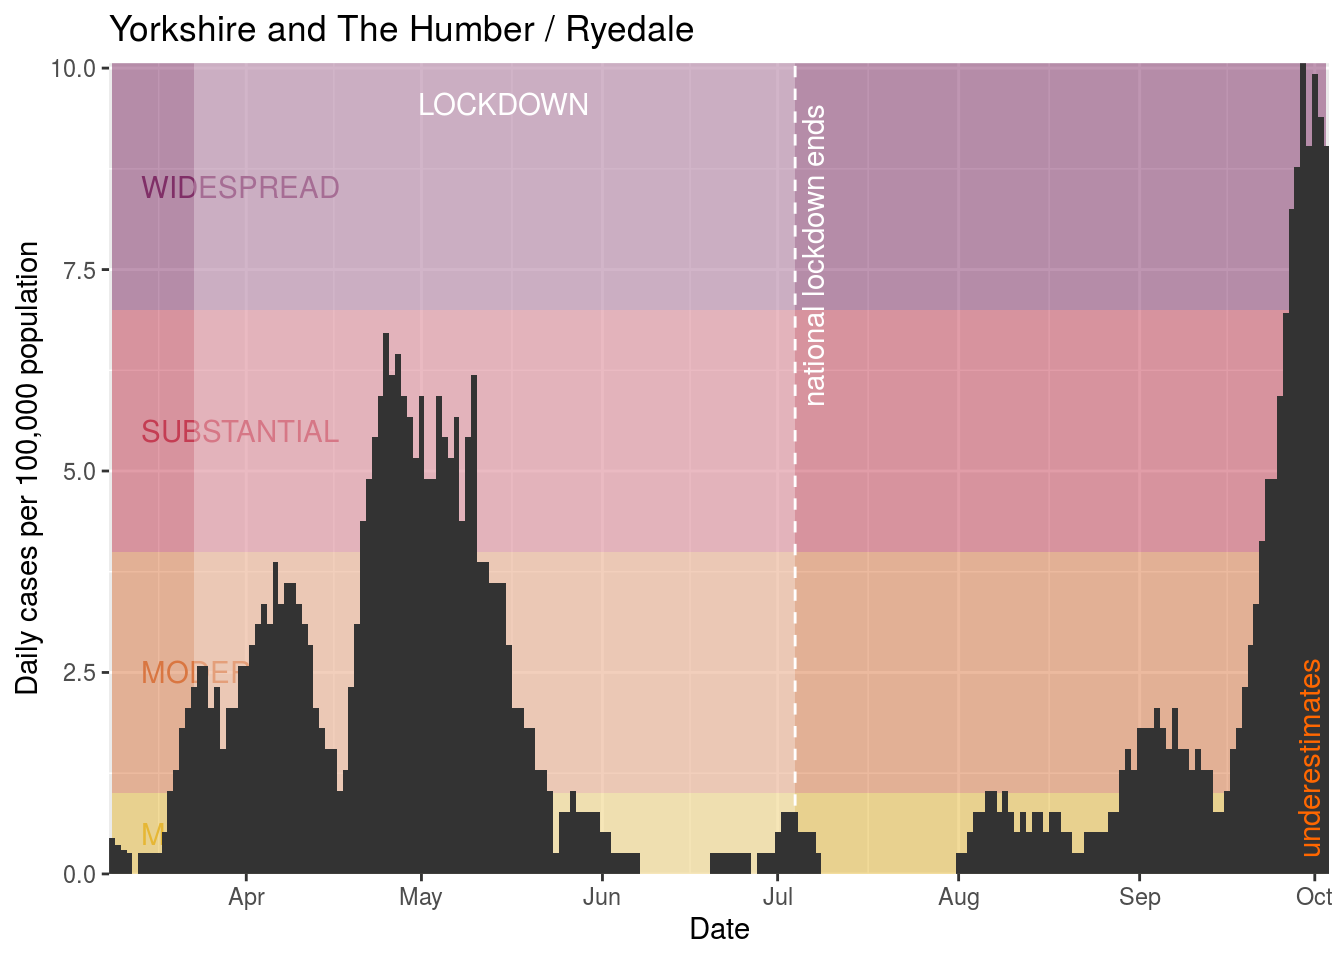 Yorkshire and The Humber / Ryedale
10.0
7.5
5.0
2.5
0.0
Daily cases per 100,000 population
LOCKDOWN
WIDESPREAD
SUBSTANTIAL
MODER
M
national lockdown ends
underestimates
Apr
May
Jun
Jul
Aug
Sep
Oct
Date